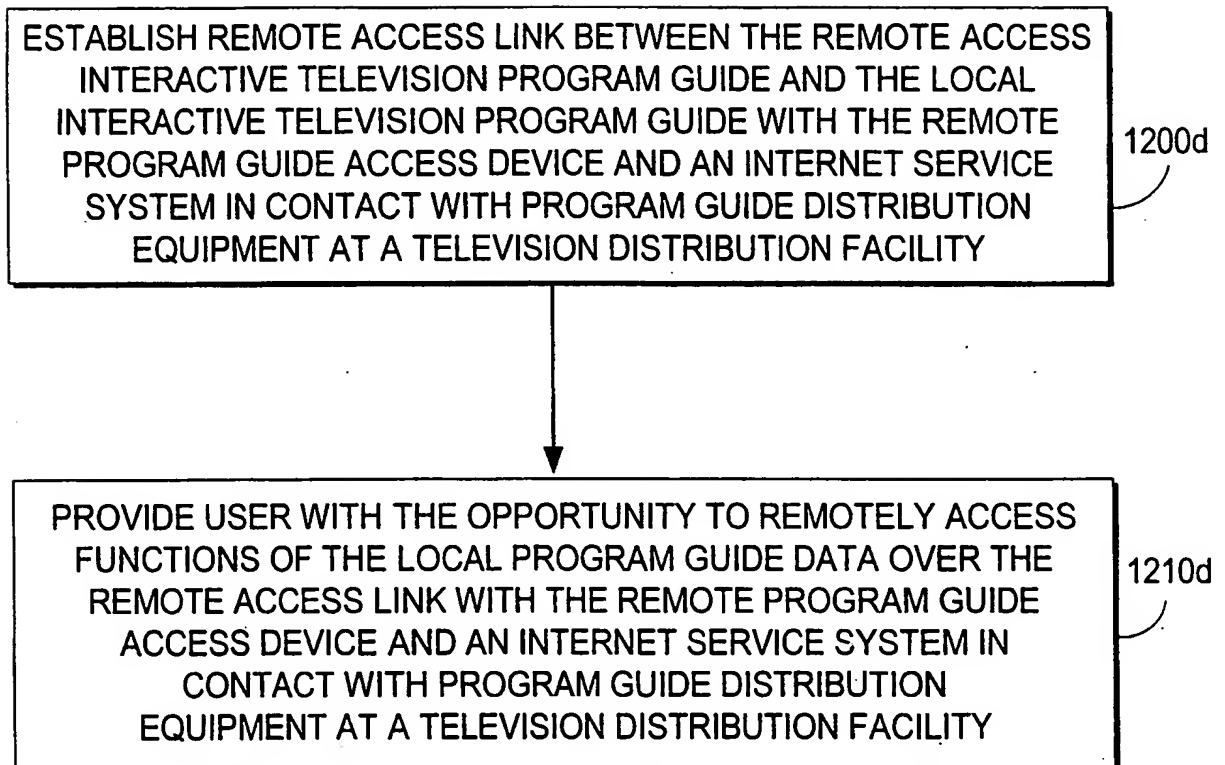 ESTABLISH REMOTE ACCESS LINK BETWEEN THE REMOTE ACCESS
INTERACTIVE TELEVISION PROGRAM GUIDE AND THE LOCAL
INTERACTIVE TELEVISION PROGRAM GUIDE WITH THE REMOTE
PROGRAM GUIDE ACCESS DEVICE AND AN INTERNET SERVICE
SYSTEM IN CONTACT WITH PROGRAM GUIDE DISTRIBUTION
EQUIPMENT AT A TELEVISION DISTRIBUTION FACILITY
1200d
PROVIDE USER WITH THE OPPORTUNITY TO REMOTELY ACCESS
FUNCTIONS OF THE LOCAL PROGRAM GUIDE DATA OVER THE
REMOTE ACCESS LINK WITH THE REMOTE PROGRAM GUIDE
ACCESS DEVICE AND AN INTERNET SERVICE SYSTEM IN
CONTACT WITH PROGRAM GUIDE DISTRIBUTION
EQUIPMENT AT A TELEVISION DISTRIBUTION FACILITY
1210d